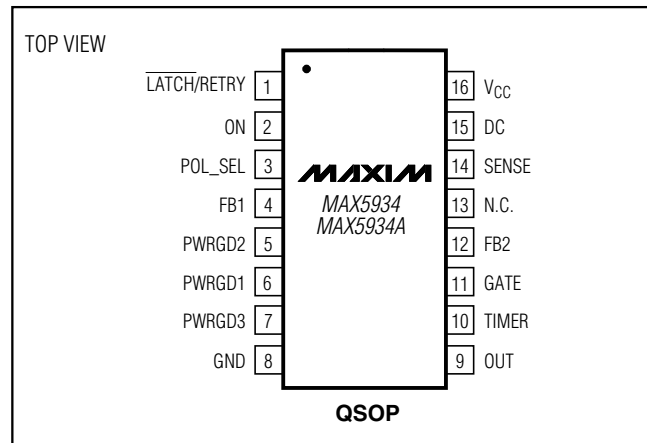 TOP VIEW
LATCH/RETRY 1
ON 2
POL_SEL 3
FB1 4
PWRGD2 5
PWRGD1 6
PWRGD3 7
GND 8
MAXIM
MAX5934
MAX5934A
16 VCC
15 DC
14 SENSE
13 N.C.
12 FB2
11 GATE
10 TIMER
9 OUT
QSOP